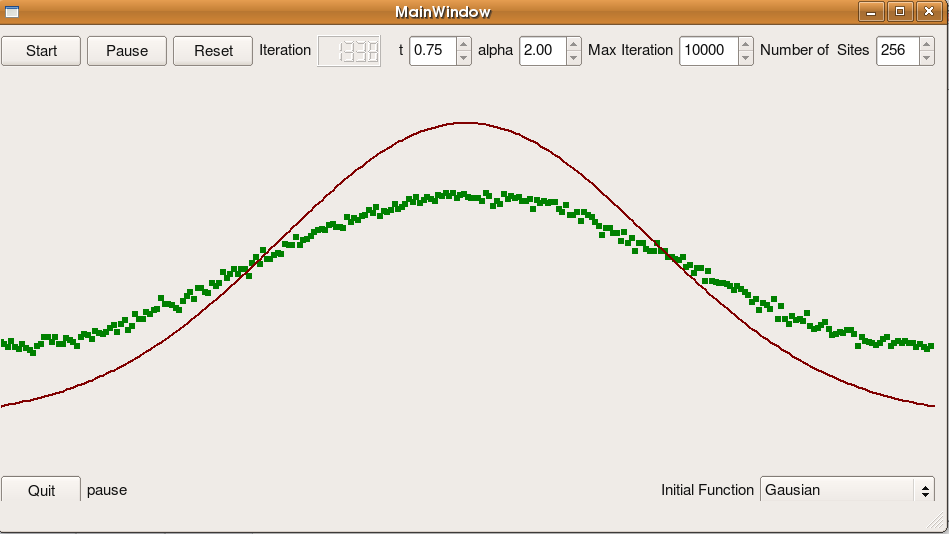 MainWindow
Start Pause Reset Iteration t 0.75 alpha 2.00 Max Iteration 10000 Number of Sites 256
Quit pause Initial Function Gausian